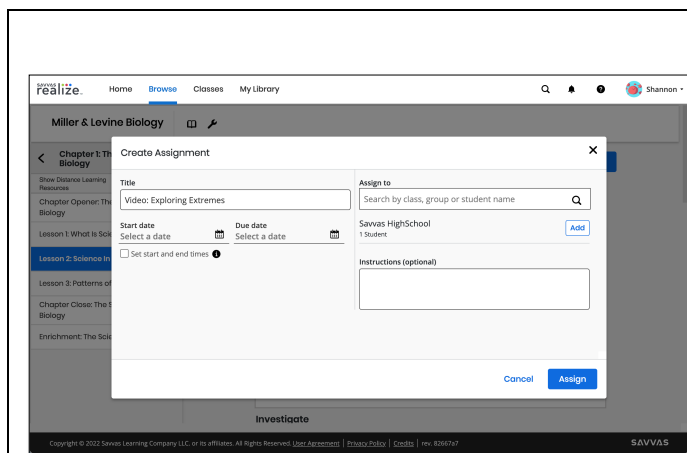 SAVVAS
realize.
Home Browse Classes My Library
Shannon
Miller & Levine Biology
Chapter 1: Th
Biology
Create Assignment
Show Distance Learning
Resources
Title
Assign to
Video: Exploring Extremes
Search by class, group or student name
Chapter Opener: The
Biology
Start date
Due date
Savvas HighSchool
Add
Select a date
Select a date
1 Student
Lesson 1: What Is Scie
Set start and end times
Lesson 2: Science In
Instructions (optional)
Lesson 3: Patterns of
Chapter Close: The S
Biology
Enrichment: The Scie
Cancel
Assign
Investigate
Copyright © 2022 Savvas Learning Company LLC. or its affiliates. All Rights Reserved. User Agreement | Privacy Policy | Credits | rev. 82667a7
SAVVAS